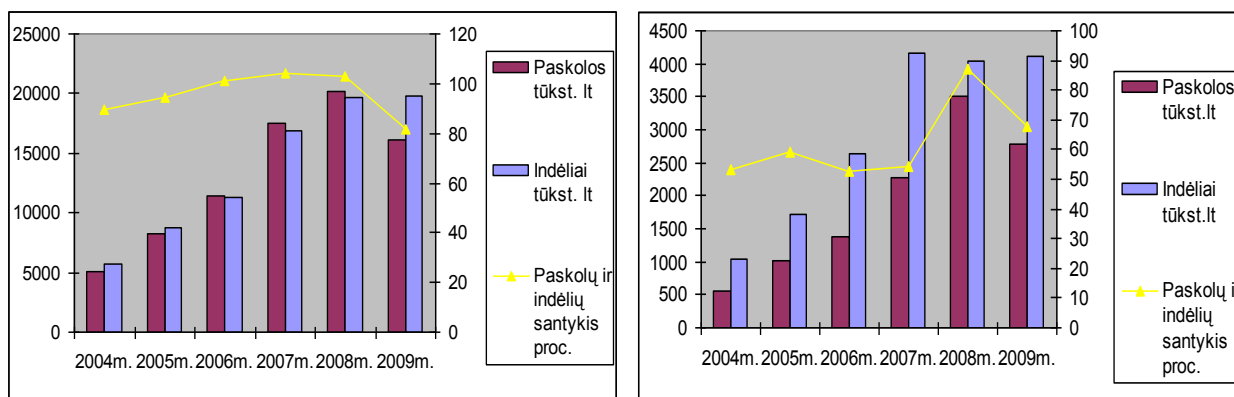 25000
20000
15000
10000
5000
0
120
100
80
60
40
20
0
2004m. 2005m. 2006m. 2007m. 2008m. 2009m.
Paskolos
tūkst. lt
Indėliai
tūkst. lt
Paskolų ir
indėlių
santykis
proc.
4500
4000
3500
3000
2500
2000
1500
1000
500
0
100
90
80
70
60
50
40
30
20
10
0
2004m. 2005m. 2006m. 2007m. 2008m. 2009m.
Paskolos
tūkst.lt
Indėliai
tūkst.lt
Paskolų i
indėlių
santykis
proc.